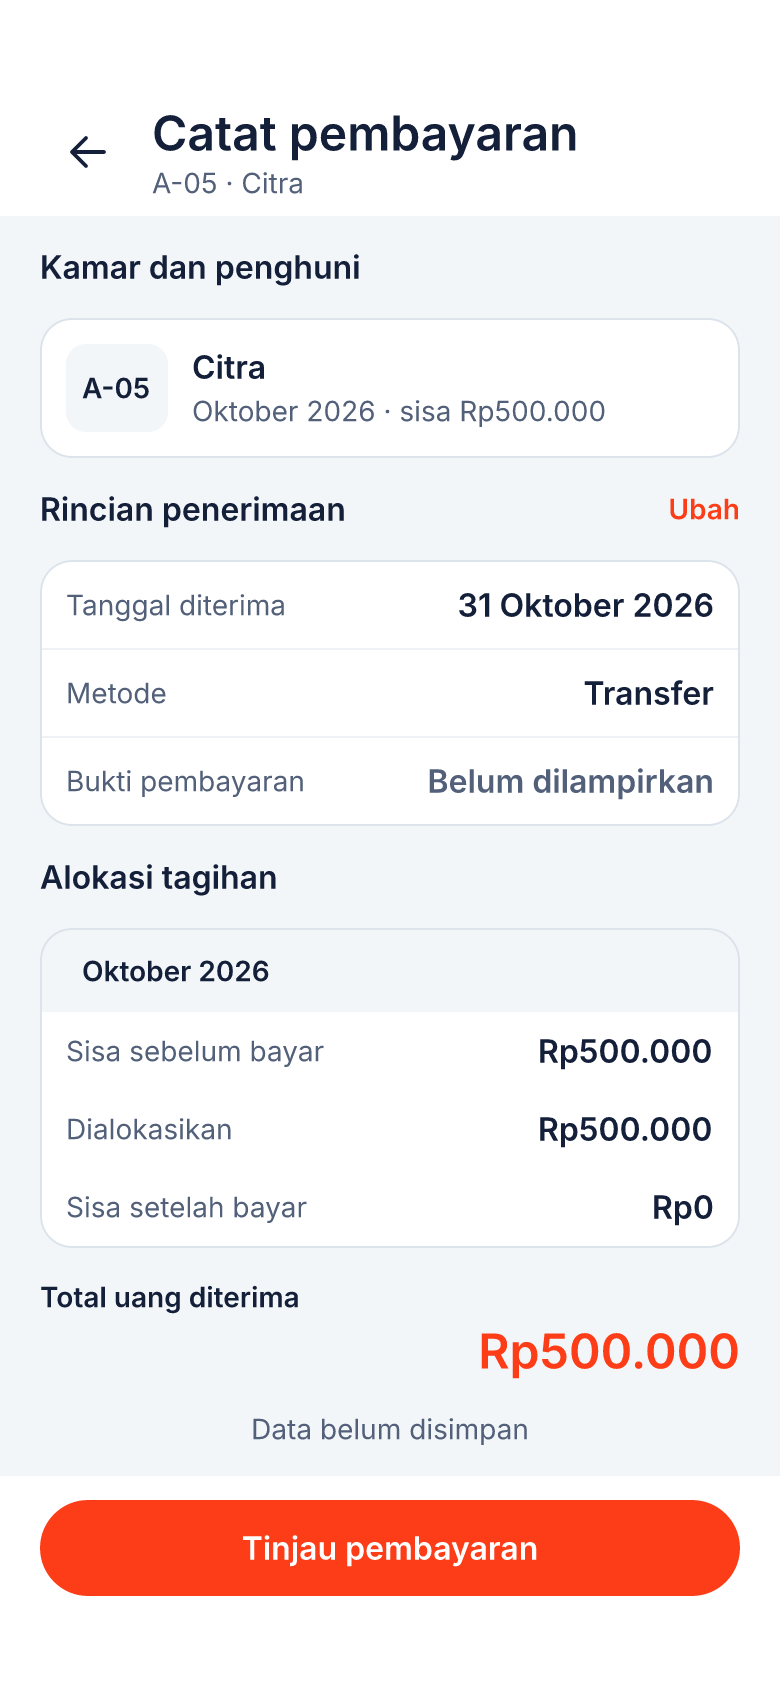 Catat pembayaran
A-05 · Citra
Kamar dan penghuni
A-05
Citra
Oktober 2026 · sisa Rp500.000
Rincian penerimaan
Ubah
Tanggal diterima
31 Oktober 2026
Metode
Transfer
Bukti pembayaran
Belum dilampirkan
Alokasi tagihan
Oktober 2026
Sisa sebelum bayar
Rp500.000
Dialokasikan
Rp500.000
Sisa setelah bayar
Rp0
Total uang diterima
Rp500.000
Data belum disimpan
Tinjau pembayaran